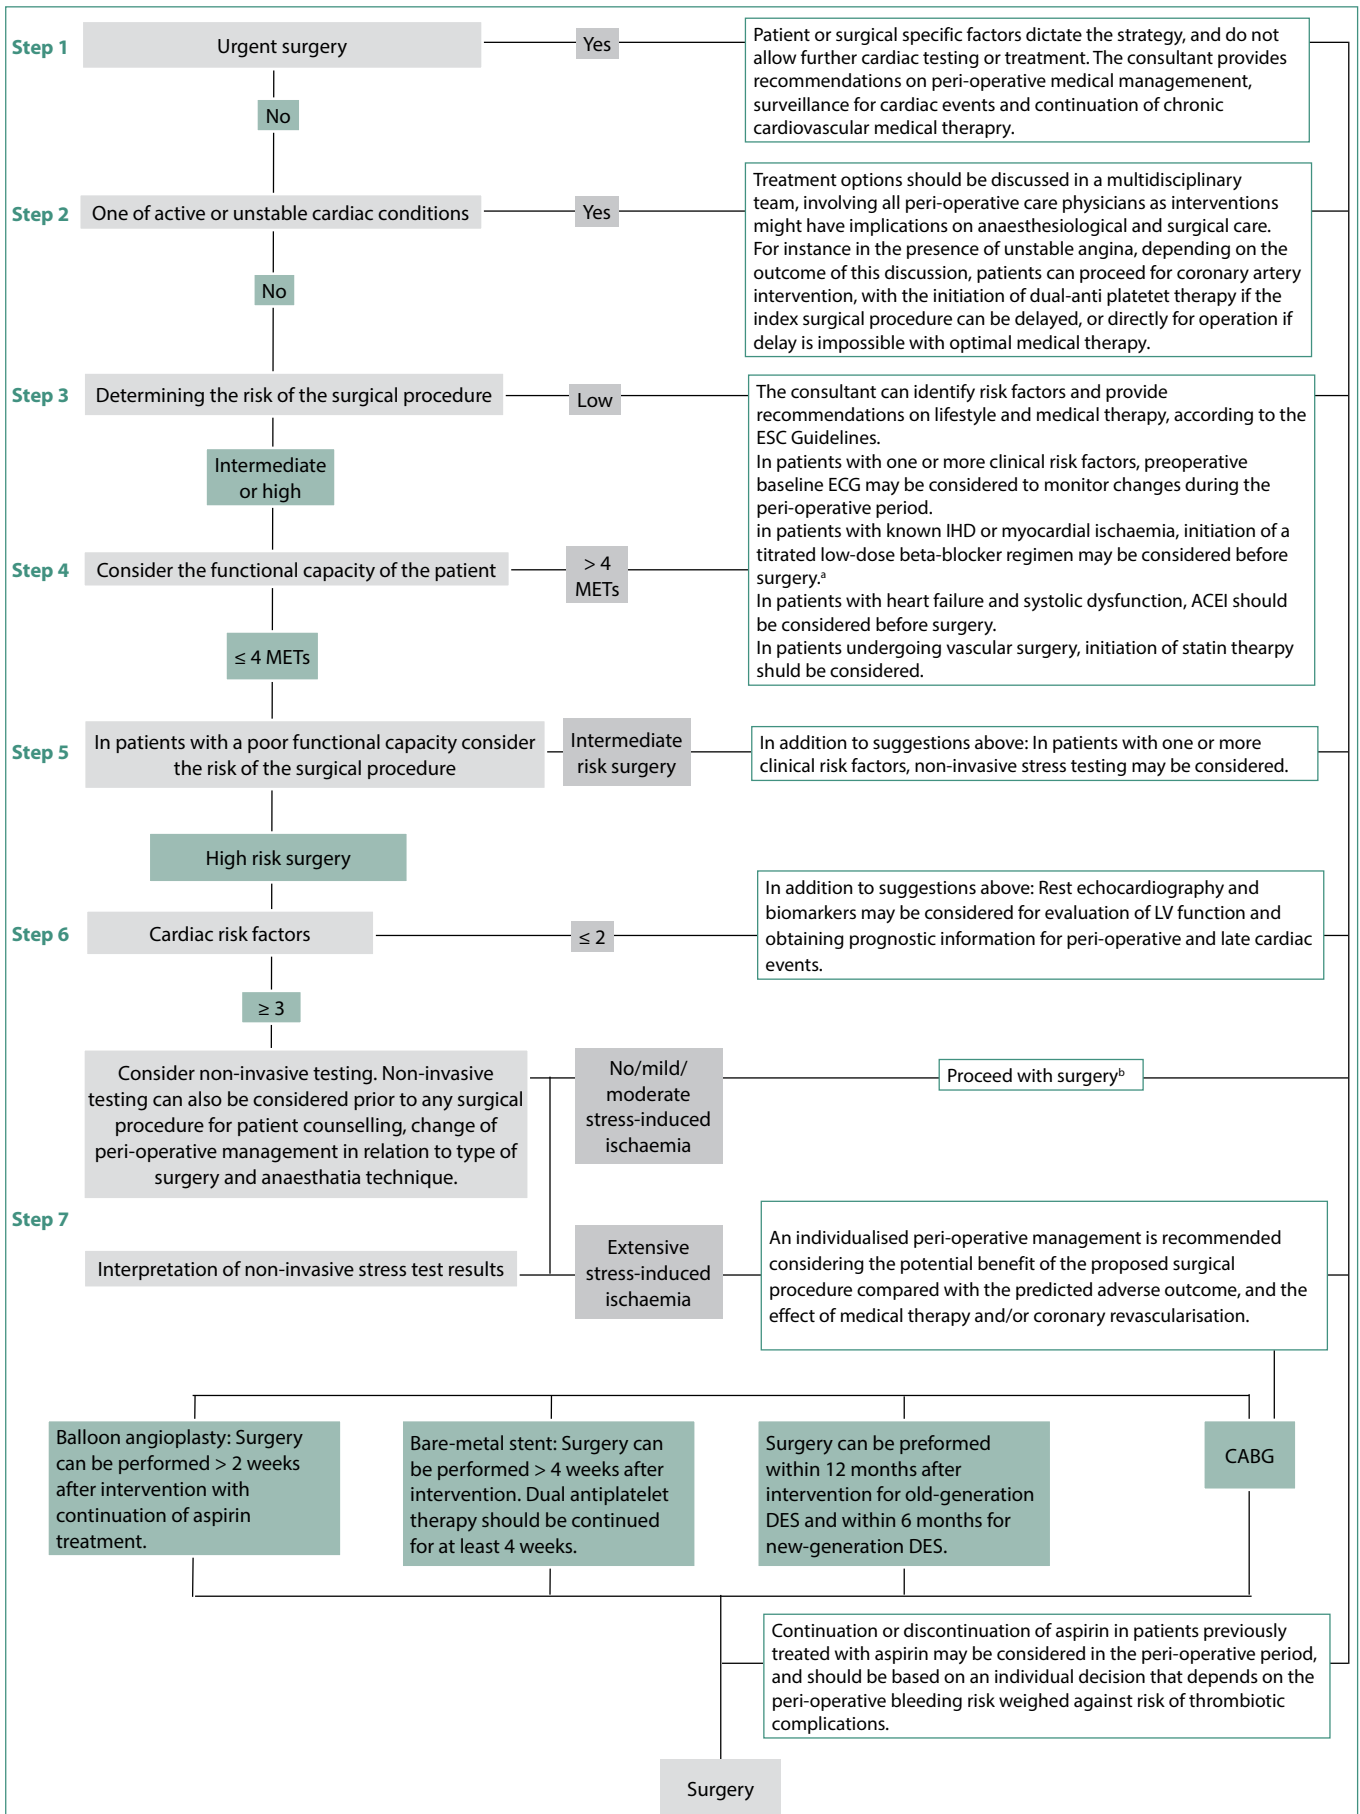 Step 1
Urgent surgery
Yes
Patient or surgical specific factors dictate the strategy, and do not
allow further cardiac testing or treatment. The consultant provides
recommendations on peri-operative medical managemenent,
surveillance for cardiac events and continuation of chronic
cardiovascular medical therapry.
No
Step 2
One of active or unstable cardiac conditions
Yes
Treatment options should be discussed in a multidisciplinary
team, involving all peri-operative care physicians as interventions
might have implications on anaesthesiological and surgical care.
For instance in the presence of unstable angina, depending on the
outcome of this discussion, patients can proceed for coronary artery
intervention, with the initiation of dual-anti platetet therapy if the
index surgical procedure can be delayed, or directly for operation if
delay is impossible with optimal medical therapy.
No
Step 3
Determining the risk of the surgical procedure
Low
The consultant can identify risk factors and provide
recommendations on lifestyle and medical therapy, according to the
ESC Guidelines.
In patients with one or more clinical risk factors, preoperative
baseline ECG may be considered to monitor changes during the
peri-operative period.
in patients with known IHD or myocardial ischaemia, initiation of a
titrated low-dose beta-blocker regimen may be considered before
surgery.ᵃ
In patients with heart failure and systolic dysfunction, ACEI should
be considered before surgery.
In patients undergoing vascular surgery, initiation of statin thearpy
shuld be considered.
Intermediate
or high
Step 4
Consider the functional capacity of the patient
> 4
METs
≤ 4 METs
Step 5
In patients with a poor functional capacity consider
the risk of the surgical procedure
Intermediate
risk surgery
In addition to suggestions above: In patients with one or more
clinical risk factors, non-invasive stress testing may be considered.
High risk surgery
Step 6
Cardiac risk factors
≤ 2
In addition to suggestions above: Rest echocardiography and
biomarkers may be considered for evaluation of LV function and
obtaining prognostic information for peri-operative and late cardiac
events.
≥ 3
Consider non-invasive testing. Non-invasive
testing can also be considered prior to any surgical
procedure for patient counselling, change of
peri-operative management in relation to type of
surgery and anaesthatia technique.
No/mild/
moderate
stress-induced
ischaemia
Proceed with surgeryᵇ
Step 7
Interpretation of non-invasive stress test results
Extensive
stress-induced
ischaemia
An individualised peri-operative management is recommended
considering the potential benefit of the proposed surgical
procedure compared with the predicted adverse outcome, and the
effect of medical therapy and/or coronary revascularisation.
Balloon angioplasty: Surgery
can be performed > 2 weeks
after intervention with
continuation of aspirin
treatment.
Bare-metal stent: Surgery can
be performed > 4 weeks after
intervention. Dual antiplatelet
therapy should be continued
for at least 4 weeks.
Surgery can be preformed
within 12 months after
intervention for old-generation
DES and within 6 months for
new-generation DES.
CABG
Continuation or discontinuation of aspirin in patients previously
treated with aspirin may be considered in the peri-operative period,
and should be based on an individual decision that depends on the
peri-operative bleeding risk weighed against risk of thrombiotic
complications.
Surgery